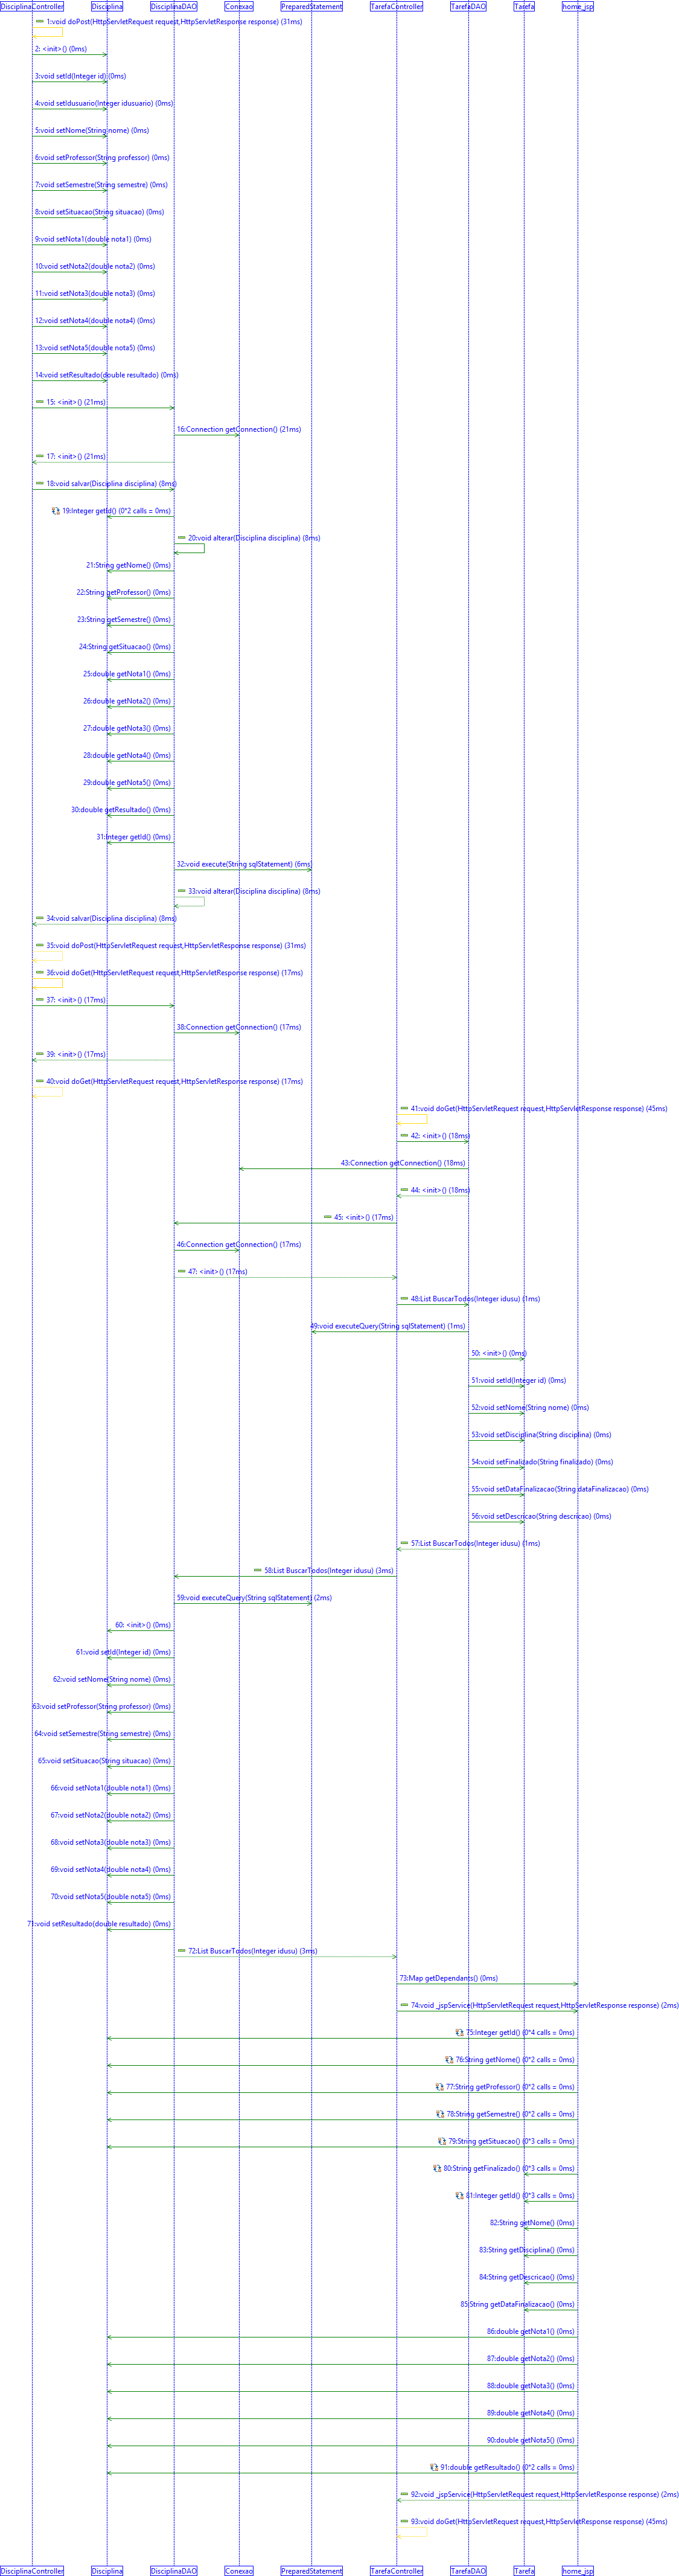 DisciplinaController Disciplina DisciplinaDAO Conexao PreparedStatement TarefaController TarefaDAO Tarefa home_jsp
1:void doPost(HttpServletRequest request,HttpServletResponse response) (31ms)
2: <init>() (0ms)
3:void setId(Integer id) (0ms)
4:void setIdusuario(Integer idusuario) (0ms)
5:void setNome(String nome) (0ms)
6:void setProfessor(String professor) (0ms)
7:void setSemestre(String semestre) (0ms)
8:void setSituacao(String situacao) (0ms)
9:void setNota1(double nota1) (0ms)
10:void setNota2(double nota2) (0ms)
11:void setNota3(double nota3) (0ms)
12:void setNota4(double nota4) (0ms)
13:void setNota5(double nota5) (0ms)
14:void setResultado(double resultado) (0ms)
15: <init>() (21ms)
16:Connection getConnection() (21ms)
17: <init>() (21ms)
18:void salvar(Disciplina disciplina) (8ms)
19:Integer getId() (0*2 calls = 0ms)
20:void alterar(Disciplina disciplina) (8ms)
21:String getNome() (0ms)
22:String getProfessor() (0ms)
23:String getSemestre() (0ms)
24:String getSituacao() (0ms)
25:double getNota1() (0ms)
26:double getNota2() (0ms)
27:double getNota3() (0ms)
28:double getNota4() (0ms)
29:double getNota5() (0ms)
30:double getResultado() (0ms)
31:Integer getId() (0ms)
32:void execute(String sqlStatement) (6ms)
33:void alterar(Disciplina disciplina) (8ms)
34:void salvar(Disciplina disciplina) (8ms)
35:void doPost(HttpServletRequest request,HttpServletResponse response) (31ms)
36:void doGet(HttpServletRequest request,HttpServletResponse response) (17ms)
37: <init>() (17ms)
38:Connection getConnection() (17ms)
39: <init>() (17ms)
40:void doGet(HttpServletRequest request,HttpServletResponse response) (17ms)
41:void doGet(HttpServletRequest request,HttpServletResponse response) (45ms)
42: <init>() (18ms)
43:Connection getConnection() (18ms)
44: <init>() (18ms)
45: <init>() (17ms)
46:Connection getConnection() (17ms)
47: <init>() (17ms)
48:List BuscarTodos(Integer idusu) (1ms)
49:void executeQuery(String sqlStatement) (1ms)
50: <init>() (0ms)
51:void setId(Integer id) (0ms)
52:void setNome(String nome) (0ms)
53:void setDisciplina(String disciplina) (0ms)
54:void setFinalizado(String finalizado) (0ms)
55:void setDataFinalizacao(String dataFinalizacao) (0ms)
56:void setDescricao(String descricao) (0ms)
57:List BuscarTodos(Integer idusu) (1ms)
58:List BuscarTodos(Integer idusu) (3ms)
59:void executeQuery(String sqlStatement) (2ms)
60: <init>() (0ms)
61:void setId(Integer id) (0ms)
62:void setNome(String nome) (0ms)
63:void setProfessor(String professor) (0ms)
64:void setSemestre(String semestre) (0ms)
65:void setSituacao(String situacao) (0ms)
66:void setNota1(double nota1) (0ms)
67:void setNota2(double nota2) (0ms)
68:void setNota3(double nota3) (0ms)
69:void setNota4(double nota4) (0ms)
70:void setNota5(double nota5) (0ms)
71:void setResultado(double resultado) (0ms)
72:List BuscarTodos(Integer idusu) (3ms)
73:Map getDependants() (0ms)
74:void _jspService(HttpServletRequest request,HttpServletResponse response) (2ms)
75:Integer getId() (0*4 calls = 0ms)
76:String getNome() (0*2 calls = 0ms)
77:String getProfessor() (0*2 calls = 0ms)
78:String getSemestre() (0*2 calls = 0ms)
79:String getSituacao() (0*3 calls = 0ms)
80:String getFinalizado() (0*3 calls = 0ms)
81:Integer getId() (0*3 calls = 0ms)
82:String getNome() (0ms)
83:String getDisciplina() (0ms)
84:String getDescricao() (0ms)
85:String getDataFinalizacao() (0ms)
86:double getNota1() (0ms)
87:double getNota2() (0ms)
88:double getNota3() (0ms)
89:double getNota4() (0ms)
90:double getNota5() (0ms)
91:double getResultado() (0*2 calls = 0ms)
92:void _jspService(HttpServletRequest request,HttpServletResponse response) (2ms)
93:void doGet(HttpServletRequest request,HttpServletResponse response) (45ms)
DisciplinaController Disciplina DisciplinaDAO Conexao PreparedStatement TarefaController TarefaDAO Tarefa home_jsp